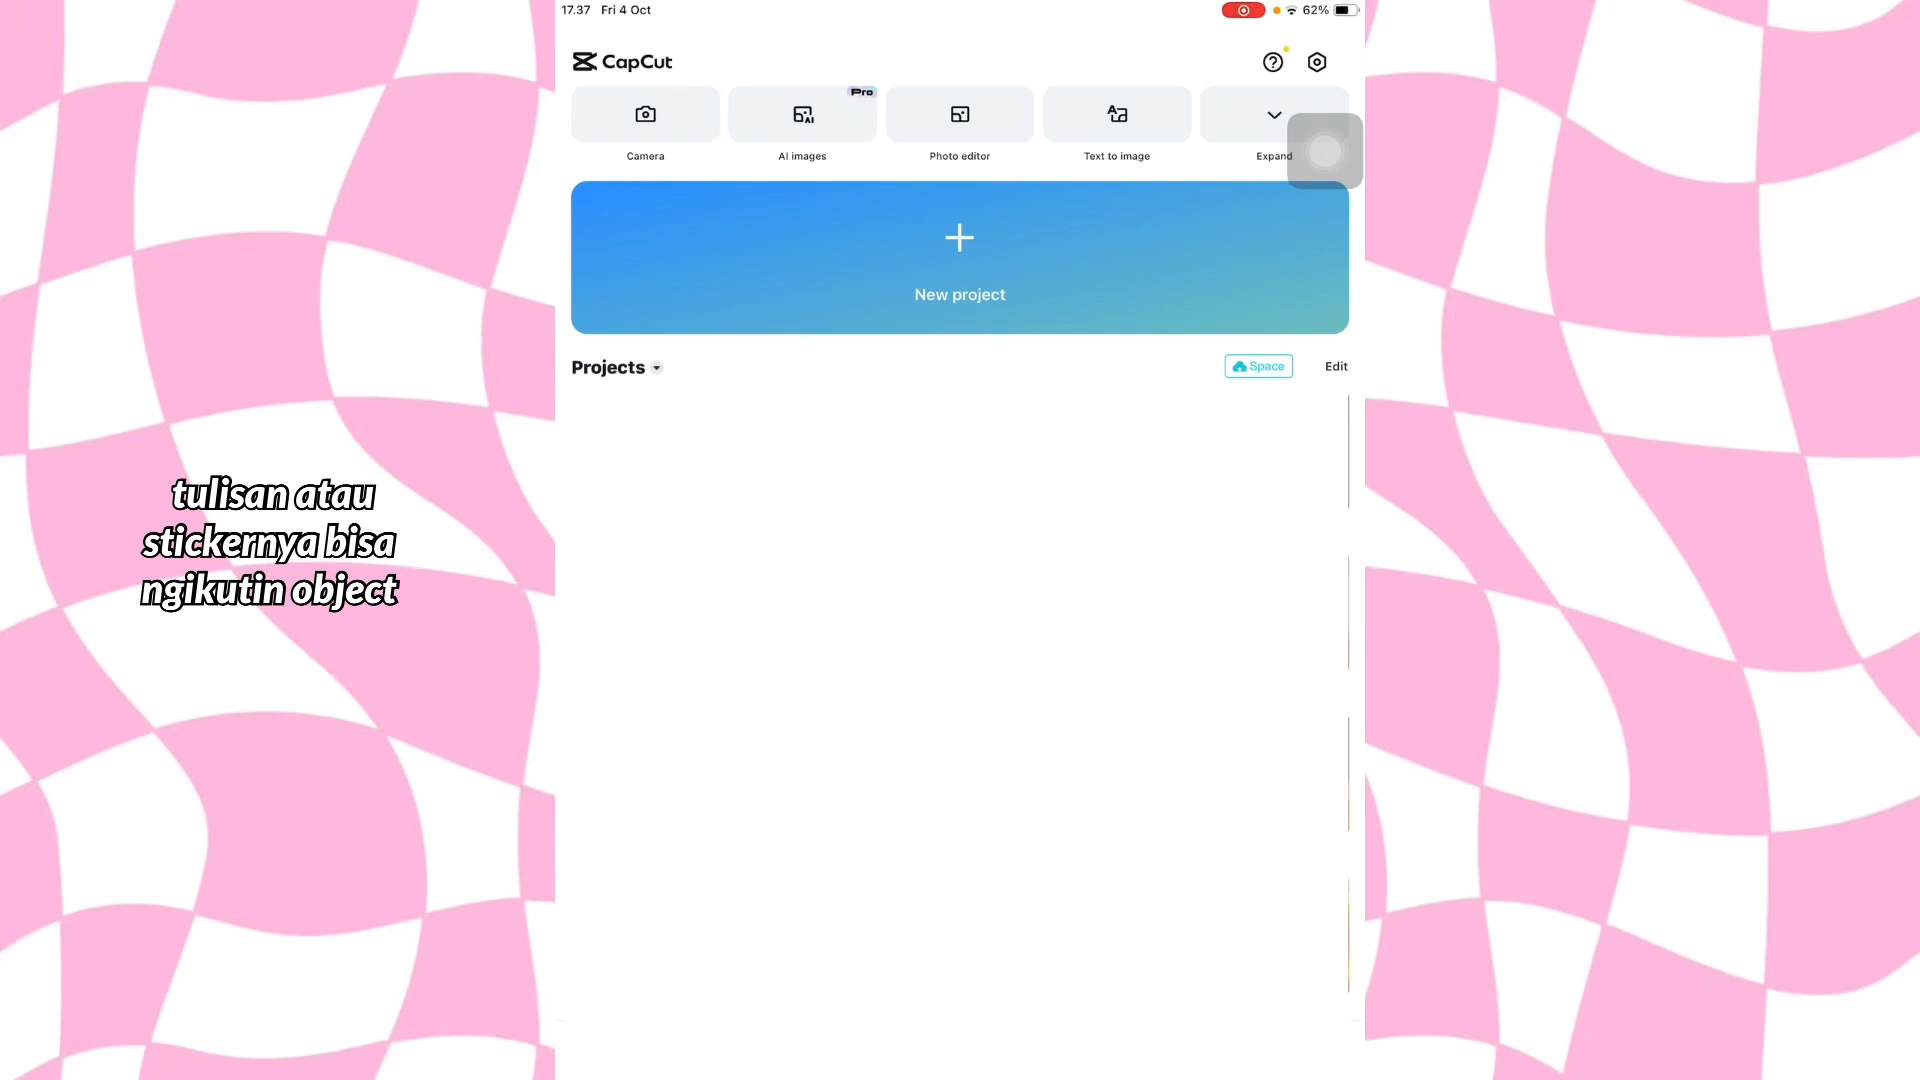 17.37 Fri 4 Oct
62%
CapCut
Pro
Camera
AI images
Photo editor
Text to image
Expand
New project
Projects
Space
Edit
tulisan atau
stickernya bisa
ngikutin object